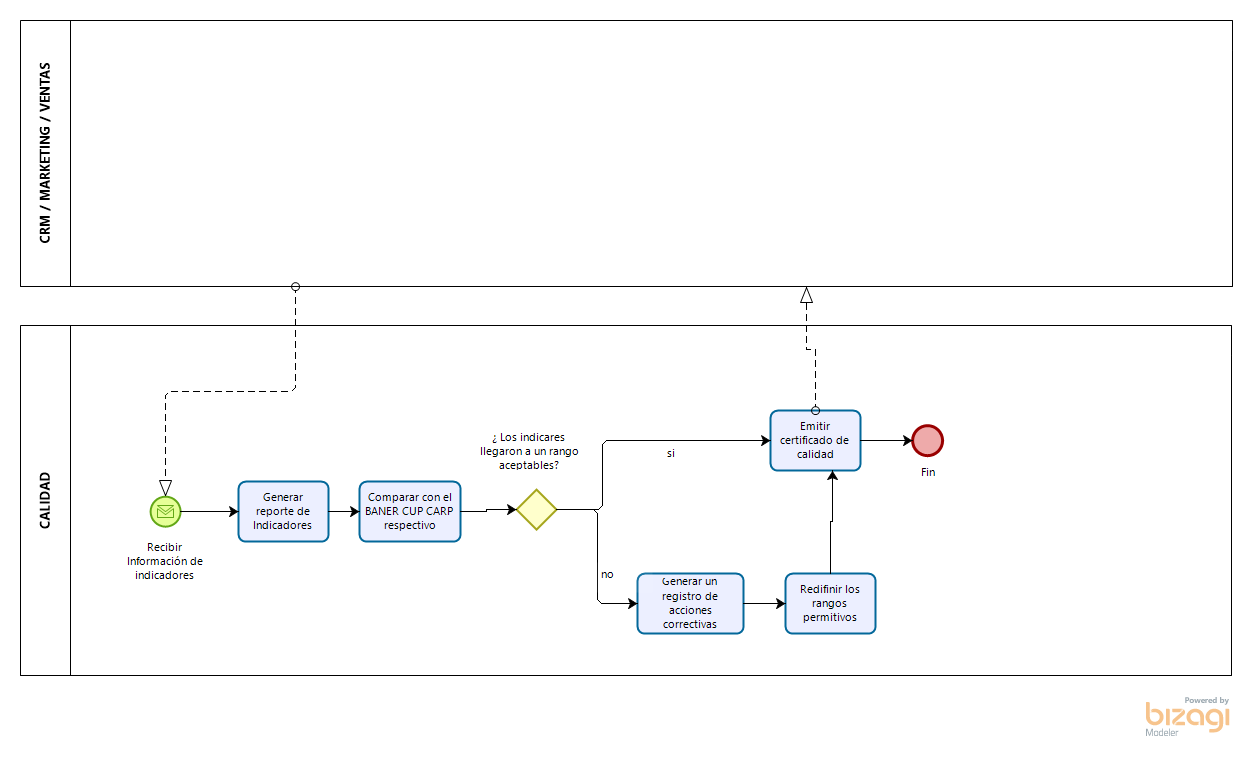 CRM / MARKETING / VENTAS
CALIDAD
Recibir
Información de
indicadores
Generar
reporte de
Indicadores
Comparar con el
BANER CUP CARP
respectivo
¿ Los indicares
llegaron a un rango
aceptables?
si
no
Emitir
certificado de
calidad
Fin
Generar un
registro de
acciones
correctivas
Redifinir los
rangos
permitivos
Powered by
bizagi
Modeler